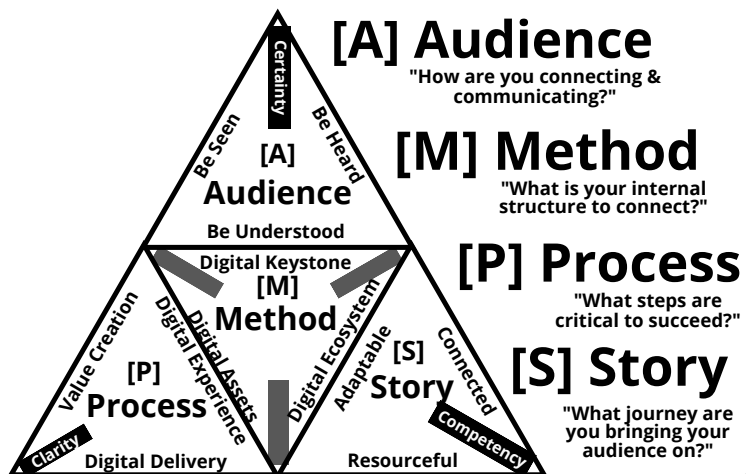 [A] Audience
"How are you connecting &
communicating?"
[M] Method
"What is your internal
structure to connect?"
[P] Process
"What steps are
critical to succeed?"
[S] Story
"What journey are
you bringing your
audience on?"
Certainty
Be Seen
Be Heard
[A]
Audience
Be Understood
Digital Keystone
[M]
Method
Digital Assets
Digital Ecosystem
Value Creation
Digital Experience
[P]
Process
Clarity
Digital Delivery
Adaptable
Connected
[S]
Story
Competency
Resourceful